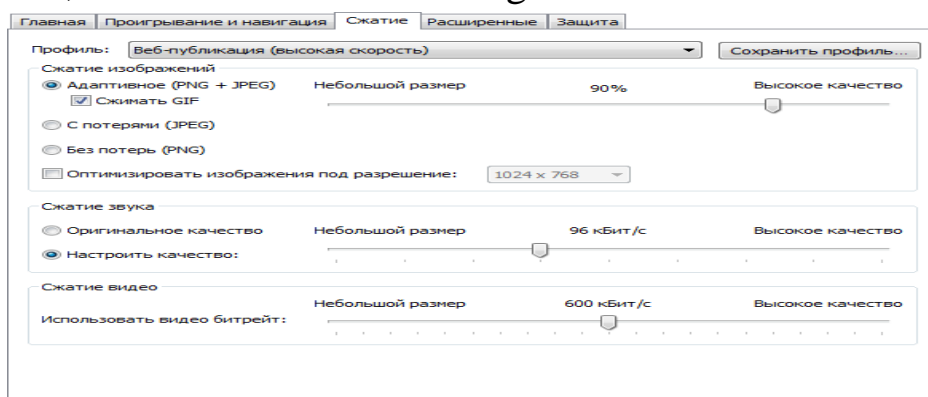 Главная Проигрывание и навигация Сжатие Расширенные Защита
Профиль: Веб-публикация (высокая скорость) Сохранить профиль...
Сжатие изображений
Адаптивное (PNG + JPEG) Небольшой размер 90% Высокое качество
Сжимать GIF
С потерями (JPEG)
Без потерь (PNG)
Оптимизировать изображения под разрешение: 1024 x 768
Сжатие звука
Оригинальное качество Небольшой размер 96 кБит/с Высокое качество
Настроить качество:
Сжатие видео
Небольшой размер 600 кБит/с Высокое качество
Использовать видео битрейт: